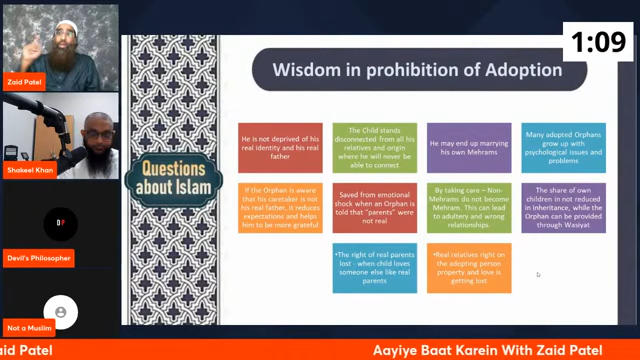 1:09
Zaid Patel
Shakeel Khan
DP
Devil's Philosopher
Not a Muslim
Questions
about Islam
Wisdom in prohibition of Adoption
He is not deprived of his
real identity and his real
father
The Child stands
disconnected from all his
relatives and origin
where he will never be
able to connect
He may end up marrying
his own Mehrams
Many adopted Orphans
grow up with
psychological issues and
problems
If the Orphan is aware
that his caretaker is not
his real father, it reduces
expectations and helps
him to be more grateful
Saved from emotional
shock when an Orphan is
told that "parents" were
not real
By taking care – Non-
Mehrams do not become
Mehram. This can lead
to adultery and wrong
relationships.
The share of own
children in not reduced
in inheritance, while the
Orphan can be provided
through Wasiyat
•The right of real parents
lost - when child loves
someone else like real
parents
•Real relatives right on
the adopting person
property and love is
getting lost
aid Patel
Aayiye Baat Karein With Zaid Patel